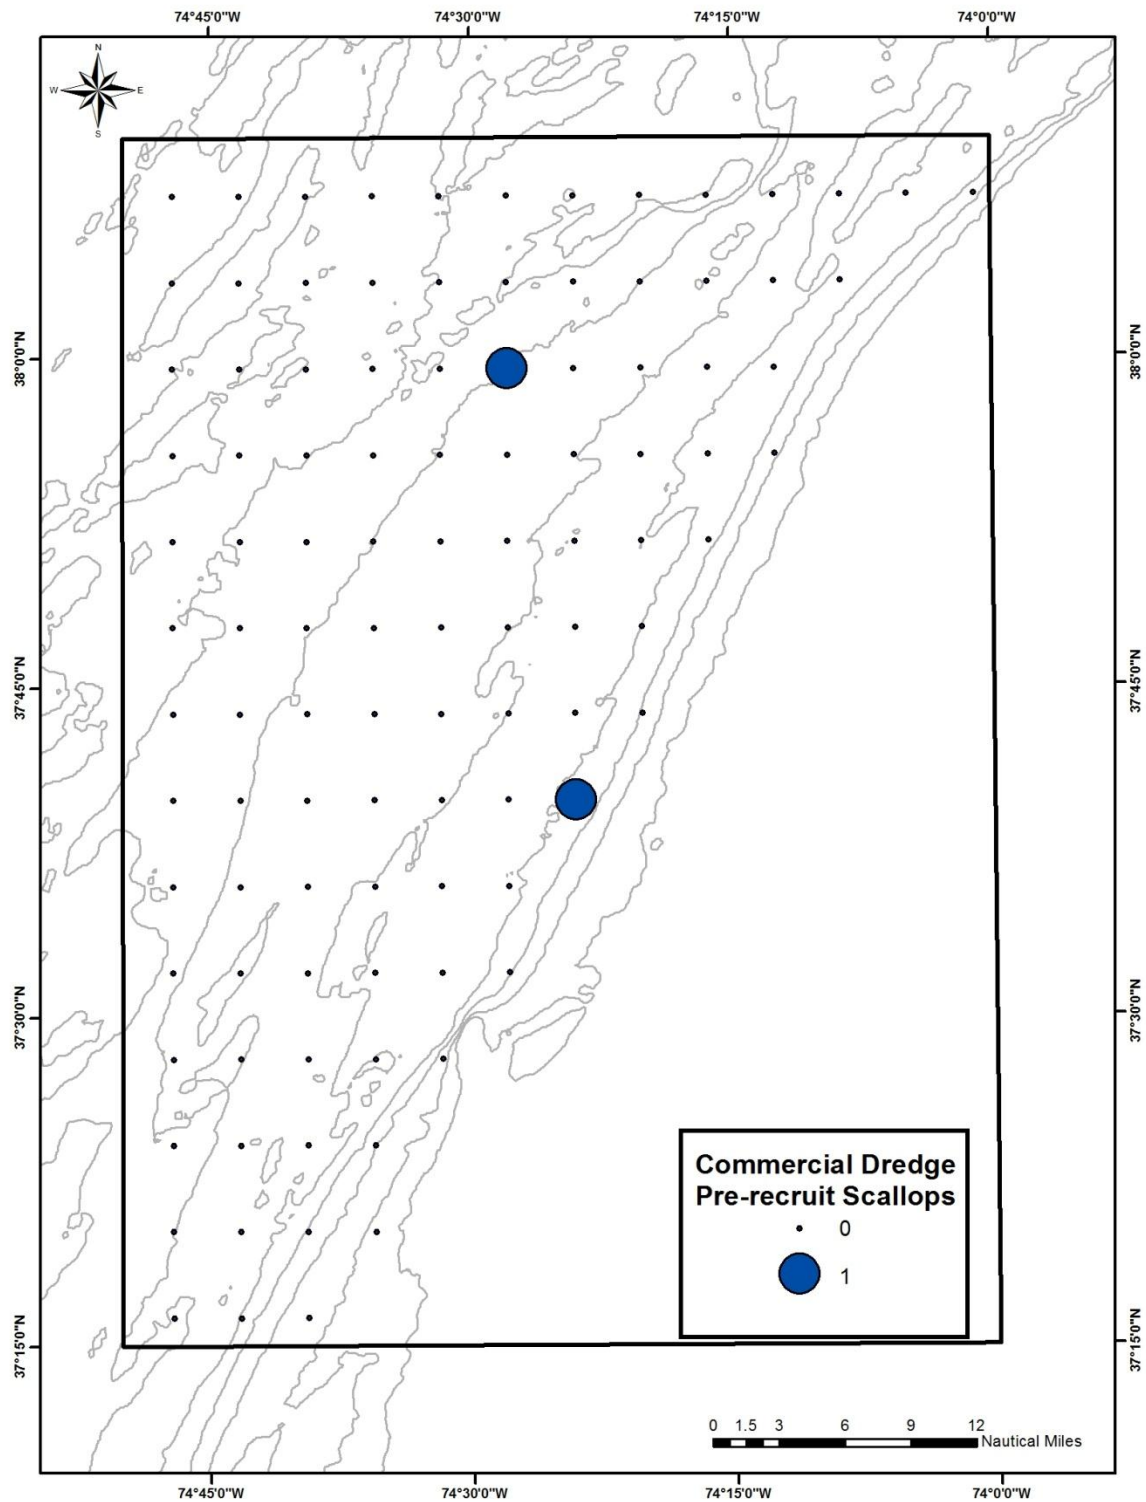 74°45'0"W 74°30'0"W 74°15'0"W 74°0'0"W
N
W E
S
38°0'0"N 38°0'0"N
37°45'0"N 37°45'0"N
37°30'0"N 37°30'0"N
Commercial Dredge
Pre-recruit Scallops
0
1
37°15'0"N 37°15'0"N
0 1.5 3 6 9 12
Nautical Miles
74°45'0"W 74°30'0"W 74°15'0"W 74°0'0"W